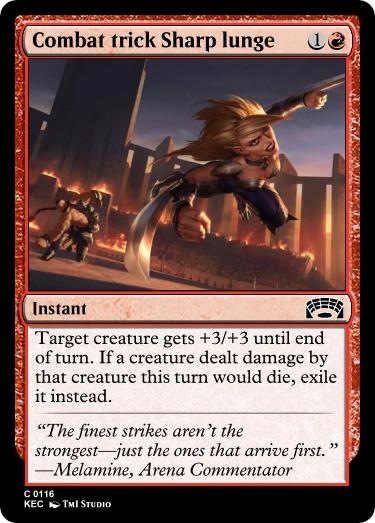 Combat trick Sharp lunge 1
Instant
Target creature gets +3/+3 until end
of turn. If a creature dealt damage by
that creature this turn would die, exile
it instead.
“The finest strikes aren’t the
strongest—just the ones that arrive first.”
—Melamine, Arena Commentator
C 0116
KEC TMJ STUDIO